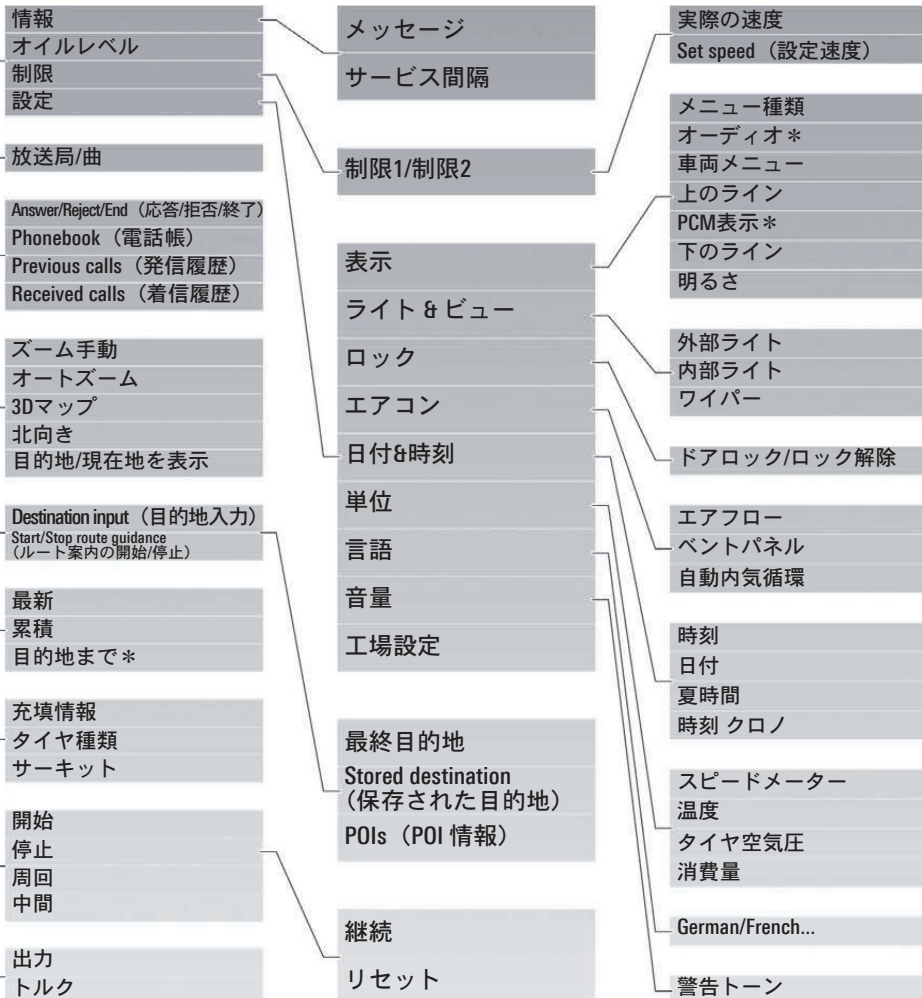 情報
オイルレベル
制限
設定
放送局/曲
Answer/Reject/End（応答/拒否/終了）
Phonebook（電話帳）
Previous calls（発信履歴）
Received calls（着信履歴）
ズーム手動
オートズーム
3Dマップ
北向き
目的地/現在地を表示
Destination input（目的地入力）
Start/Stop route guidance
（ルート案内の開始/停止）
最新
累積
目的地まで＊
充填情報
タイヤ種類
サーキット
開始
停止
周回
中間
出力
トルク
メッセージ
サービス間隔
制限1/制限2
表示
ライト & ビュー
ロック
エアコン
日付&時刻
単位
言語
音量
工場設定
最終目的地
Stored destination
（保存された目的地）
POIs（POI 情報）
継続
リセット
実際の速度
Set speed（設定速度）
メニュー種類
オーディオ＊
車両メニュー
上のライン
PCM表示＊
下のライン
明るさ
外部ライト
内部ライト
ワイパー
ドアロック/ロック解除
エアフロー
ベントパネル
自動内気循環
時刻
日付
夏時間
時刻 クロノ
スピードメーター
温度
タイヤ空気圧
消費量
German/French...
警告トーン